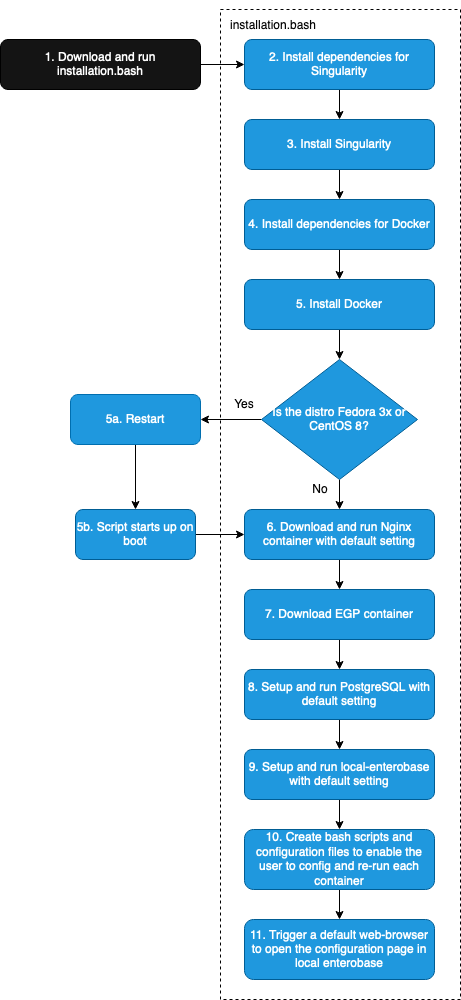 installation.bash
1. Download and run
installation.bash
2. Install dependencies for
Singularity
3. Install Singularity
4. Install dependencies for Docker
5. Install Docker
Is the distro Fedora 3x or
CentOS 8?
Yes
5a. Restart
No
5b. Script starts up on
boot
6. Download and run Nginx
container with default setting
7. Download EGP container
8. Setup and run PostgreSQL with
default setting
9. Setup and run local-enterobase
with default setting
10. Create bash scripts and
configuration files to enable the
user to config and re-run each
container
11. Trigger a default web-browser
to open the configuration page in
local enterobase